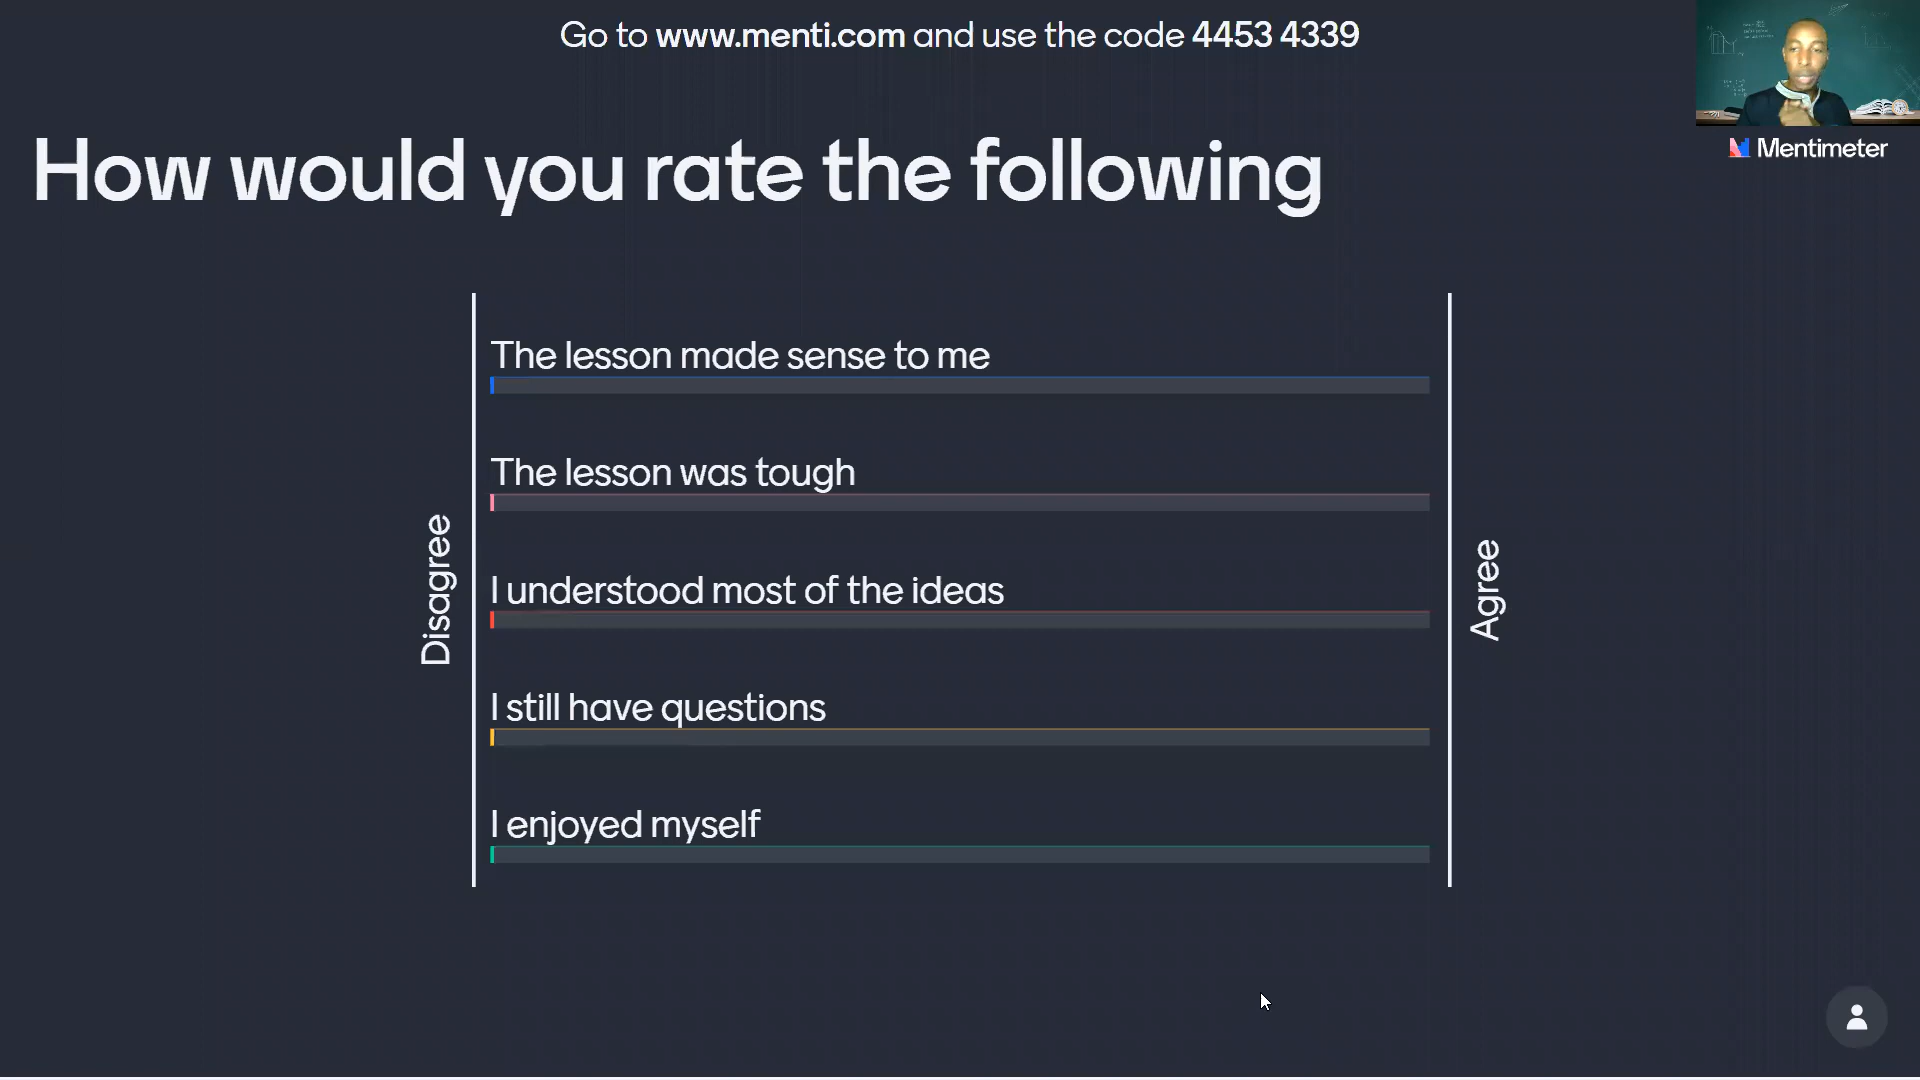 Go to www.menti.com and use the code 4453 4339
Mentimeter
How would you rate the following
The lesson made sense to me
The lesson was tough
I understood most of the ideas
I still have questions
I enjoyed myself
Disagree
Agree